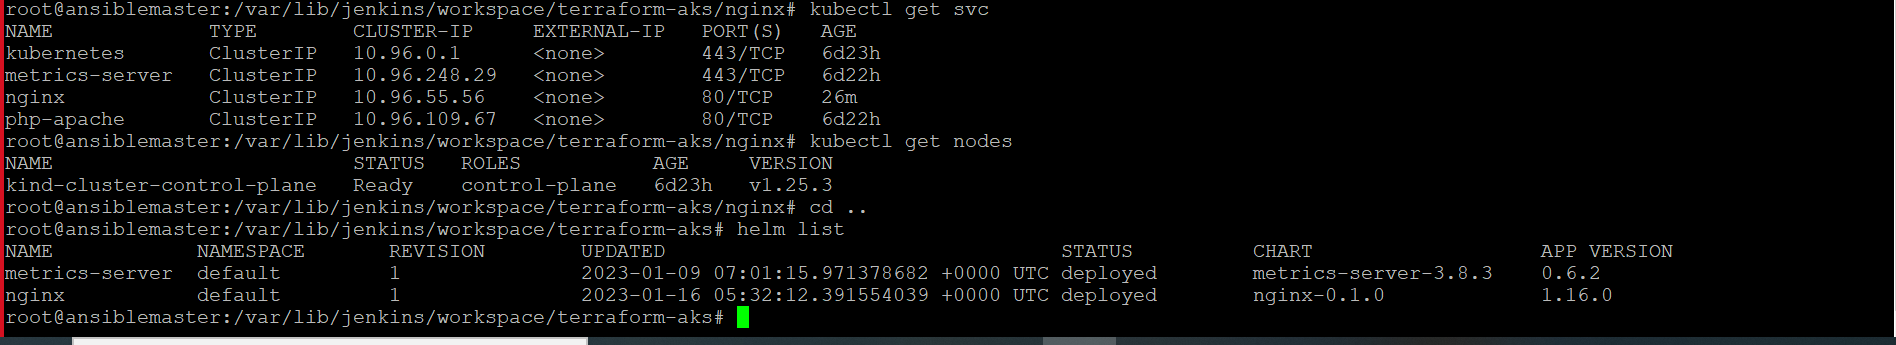 root@ansiblemaster:/var/lib/jenkins/workspace/terraform-aks/nginx# kubectl get svc
NAME TYPE CLUSTER-IP EXTERNAL-IP PORT(S) AGE
kubernetes ClusterIP 10.96.0.1 <none> 443/TCP 6d23h
metrics-server ClusterIP 10.96.248.29 <none> 443/TCP 6d22h
nginx ClusterIP 10.96.55.56 <none> 80/TCP 26m
php-apache ClusterIP 10.96.109.67 <none> 80/TCP 6d22h
root@ansiblemaster:/var/lib/jenkins/workspace/terraform-aks/nginx# kubectl get nodes
NAME STATUS ROLES AGE VERSION
kind-cluster-control-plane Ready control-plane 6d23h v1.25.3
root@ansiblemaster:/var/lib/jenkins/workspace/terraform-aks/nginx# cd ..
root@ansiblemaster:/var/lib/jenkins/workspace/terraform-aks# helm list
NAME NAMESPACE REVISION UPDATED STATUS CHART APP VERSION
metrics-server default 1 2023-01-09 07:01:15.971378682 +0000 UTC deployed metrics-server-3.8.3 0.6.2
nginx default 1 2023-01-16 05:32:12.391554039 +0000 UTC deployed nginx-0.1.0 1.16.0
root@ansiblemaster:/var/lib/jenkins/workspace/terraform-aks#